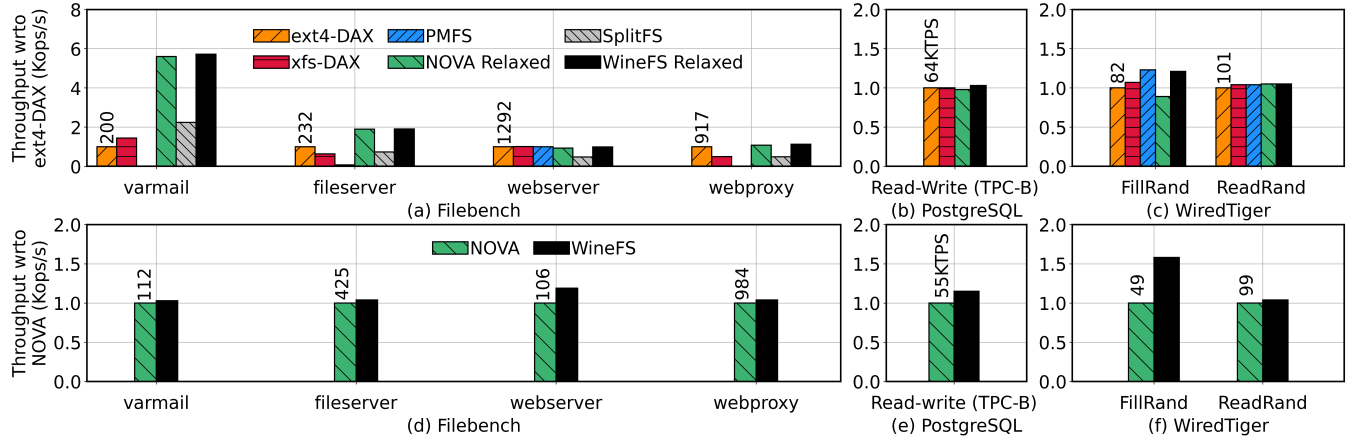 Throughput wrto
ext4-DAX (Kops/s)
8
6
4
2
0
ext4-DAX
PMFS
SplitFS
xfs-DAX
NOVA Relaxed
WineFS Relaxed
200
232
1292
917
varmail
fileserver
webserver
webproxy
(a) Filebench
2.0
1.5
1.0
0.5
0.0
64KTPS
Read-Write (TPC-B)
(b) PostgreSQL
2.0
1.5
1.0
0.5
0.0
82
101
FillRand
ReadRand
(c) WiredTiger
Throughput wrto
NOVA (Kops/s)
2.0
1.5
1.0
0.5
0.0
NOVA
WineFS
112
425
106
984
varmail
fileserver
webserver
webproxy
(d) Filebench
2.0
1.5
1.0
0.5
0.0
55KTPS
Read-write (TPC-B)
(e) PostgreSQL
2.0
1.5
1.0
0.5
0.0
49
99
FillRand
ReadRand
(f) WiredTiger